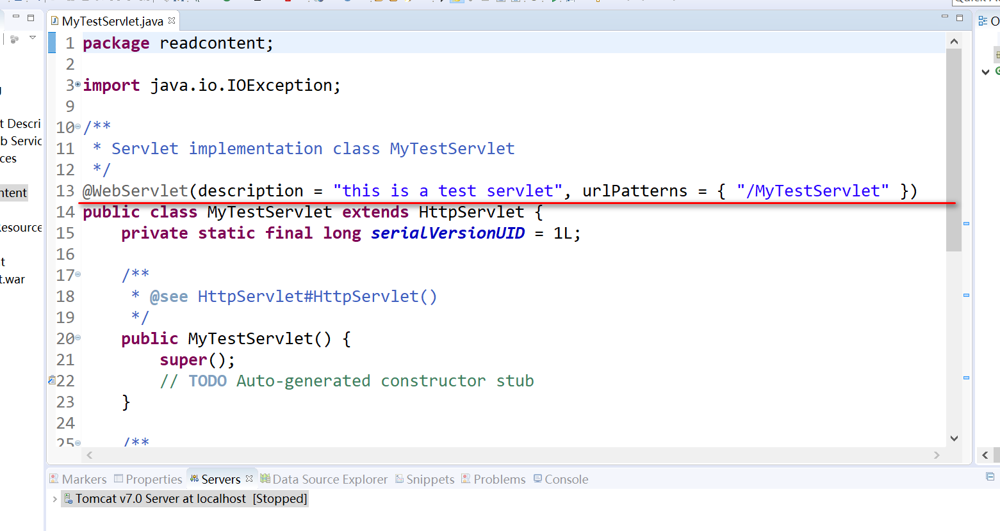 MyTestServlet.java
1 package readcontent;
2
3 import java.io.IOException;
9
10 /**
11  * Servlet implementation class MyTestServlet
12  */
13 @WebServlet(description = "this is a test servlet", urlPatterns = { "/MyTestServlet" })
14 public class MyTestServlet extends HttpServlet {
15     private static final long serialVersionUID = 1L;
16
17     /**
18      * @see HttpServlet#HttpServlet()
19      */
20     public MyTestServlet() {
21         super();
22         // TODO Auto-generated constructor stub
23     }
24
25     /**
t Descri
b Servic
ces
ntent
Resource
t
t.war
Markers Properties Servers Data Source Explorer Snippets Problems Console
Tomcat v7.0 Server at localhost [Stopped]